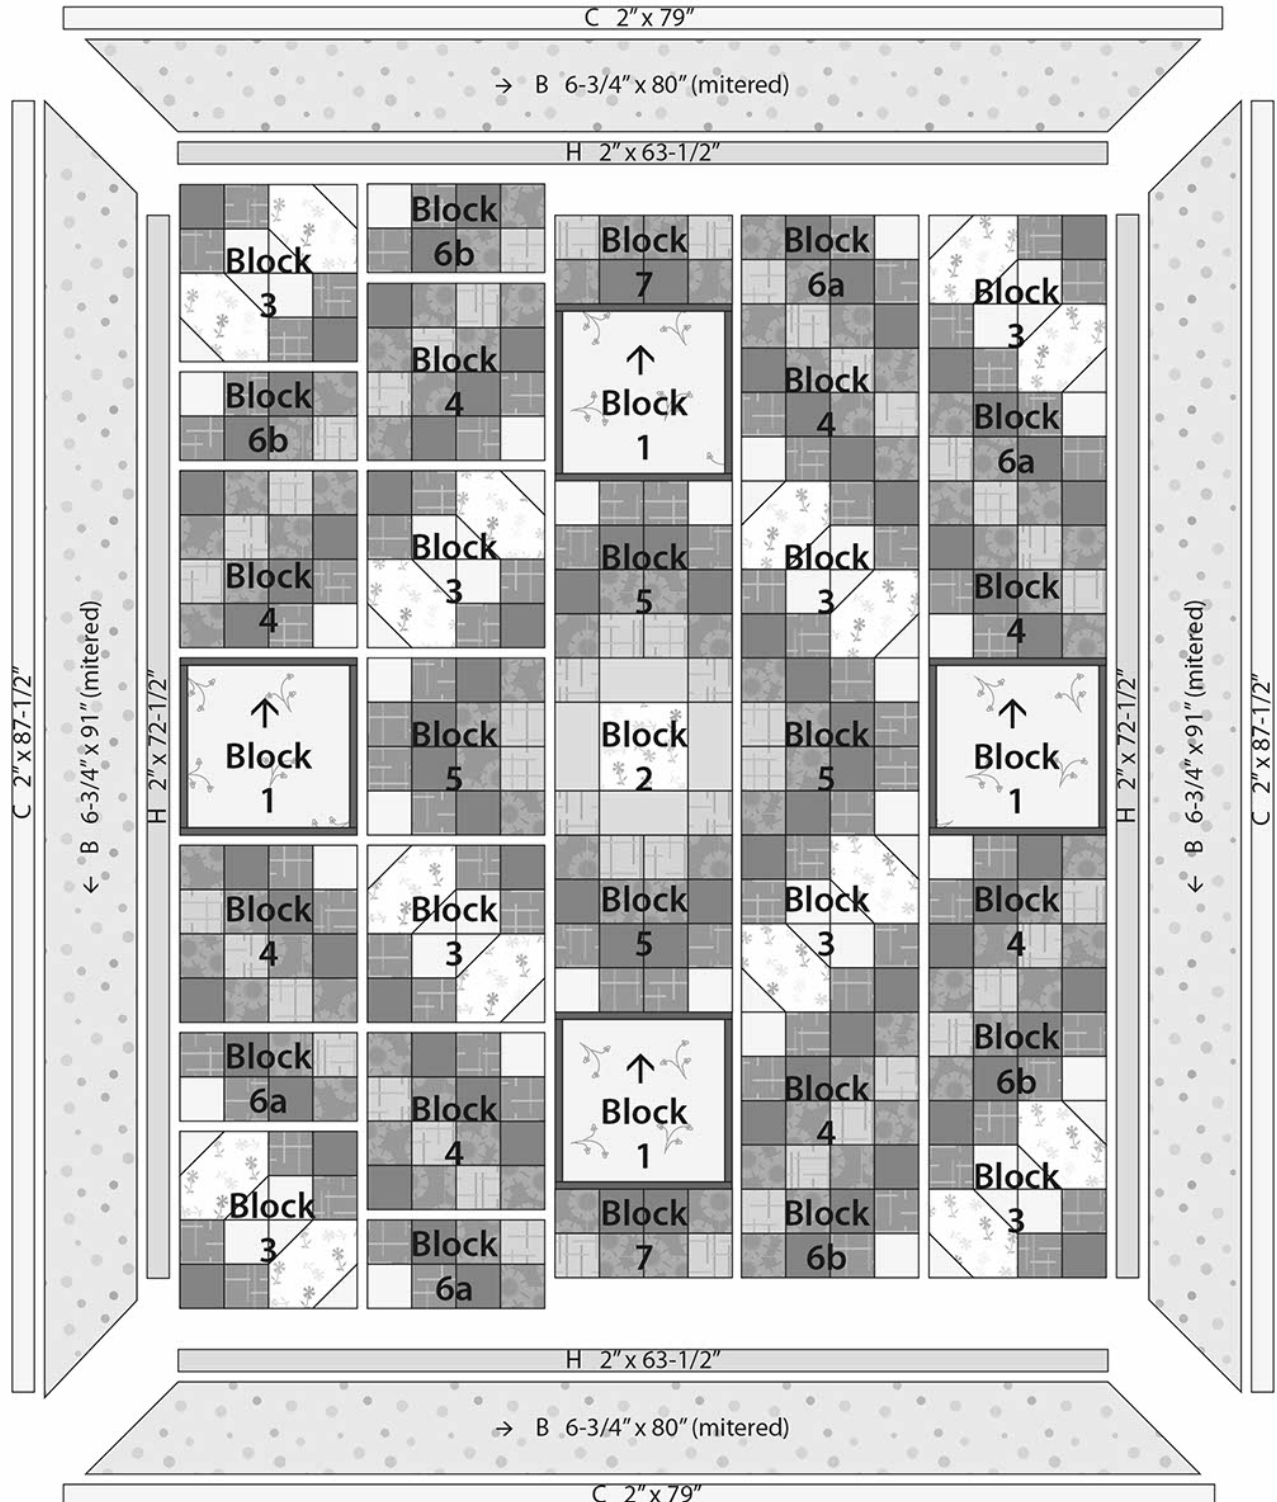 C 2” x 79”
→ B 6-3/4” x 80” (mitered)
H 2” x 63-1/2”
C 2” x 87-1/2”
← B 6-3/4” x 91” (mitered)
H 2” x 72-1/2”
Block
3
Block
6b
Block
4
↑
Block
1
Block
4
Block
6a
Block
3
Block
6b
Block
4
Block
3
Block
5
Block
3
Block
4
Block
6a
Block
7
↑
Block
1
Block
5
Block
2
Block
5
↑
Block
1
Block
7
Block
6a
Block
4
Block
3
Block
5
Block
3
Block
4
Block
6b
Block
3
Block
6a
Block
4
↑
Block
1
Block
4
Block
6b
Block
3
H 2” x 72-1/2”
← B 6-3/4” x 91” (mitered)
C 2” x 87-1/2”
H 2” x 63-1/2”
→ B 6-3/4” x 80” (mitered)
C 2” x 79”